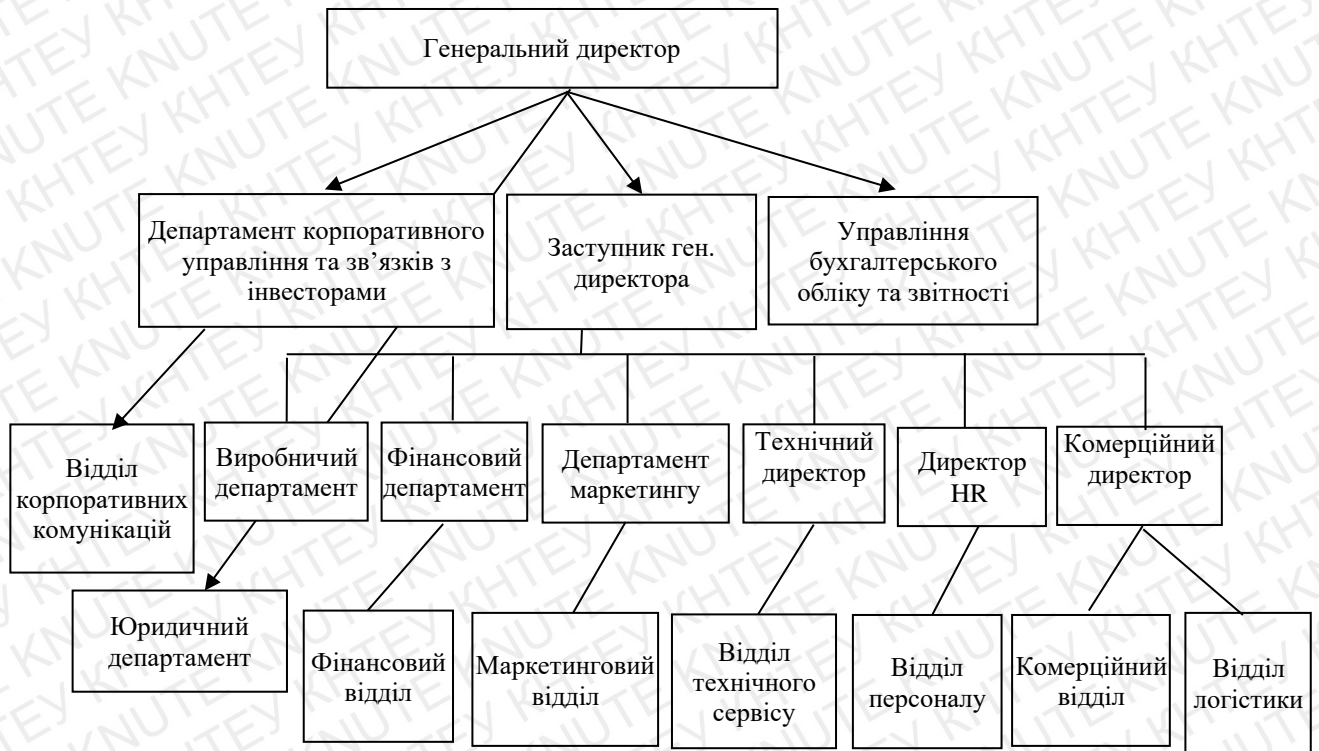 Генеральний директор
Департамент корпоративного
управління та зв’язків з
інвесторами
Заступник ген.
директора
Управління
бухгалтерського
обліку та звітності
Відділ
корпоративних
комунікацій
Виробничий
департамент
Фінансовий
департамент
Департамент
маркетингу
Технічний
директор
Директор
HR
Комерційний
директор
Юридичний
департамент
Фінансовий
відділ
Маркетинговий
відділ
Відділ
технічного
сервісу
Відділ
персоналу
Комерційний
відділ
Відділ
логістики
КНТЕУ KNUTE